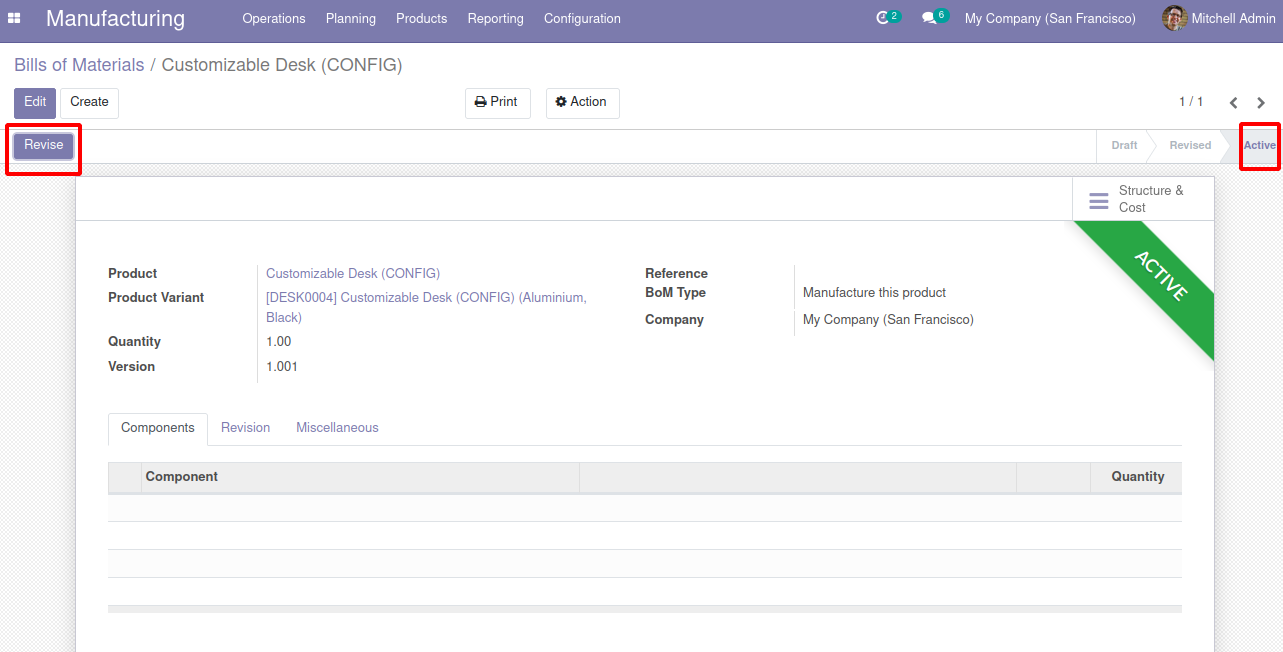 Manufacturing Operations Planning Products Reporting Configuration 2 6 My Company (San Francisco) Mitchell Admin
Bills of Materials / Customizable Desk (CONFIG)
Edit Create Print Action 1 / 1
Revise Draft Revised Active
Structure &
Cost
ACTIVE
Product Customizable Desk (CONFIG)
Product Variant [DESK0004] Customizable Desk (CONFIG) (Aluminium,
Black)
Quantity 1.00
Version 1.001
Reference
BoM Type Manufacture this product
Company My Company (San Francisco)
Components Revision Miscellaneous
Component Quantity